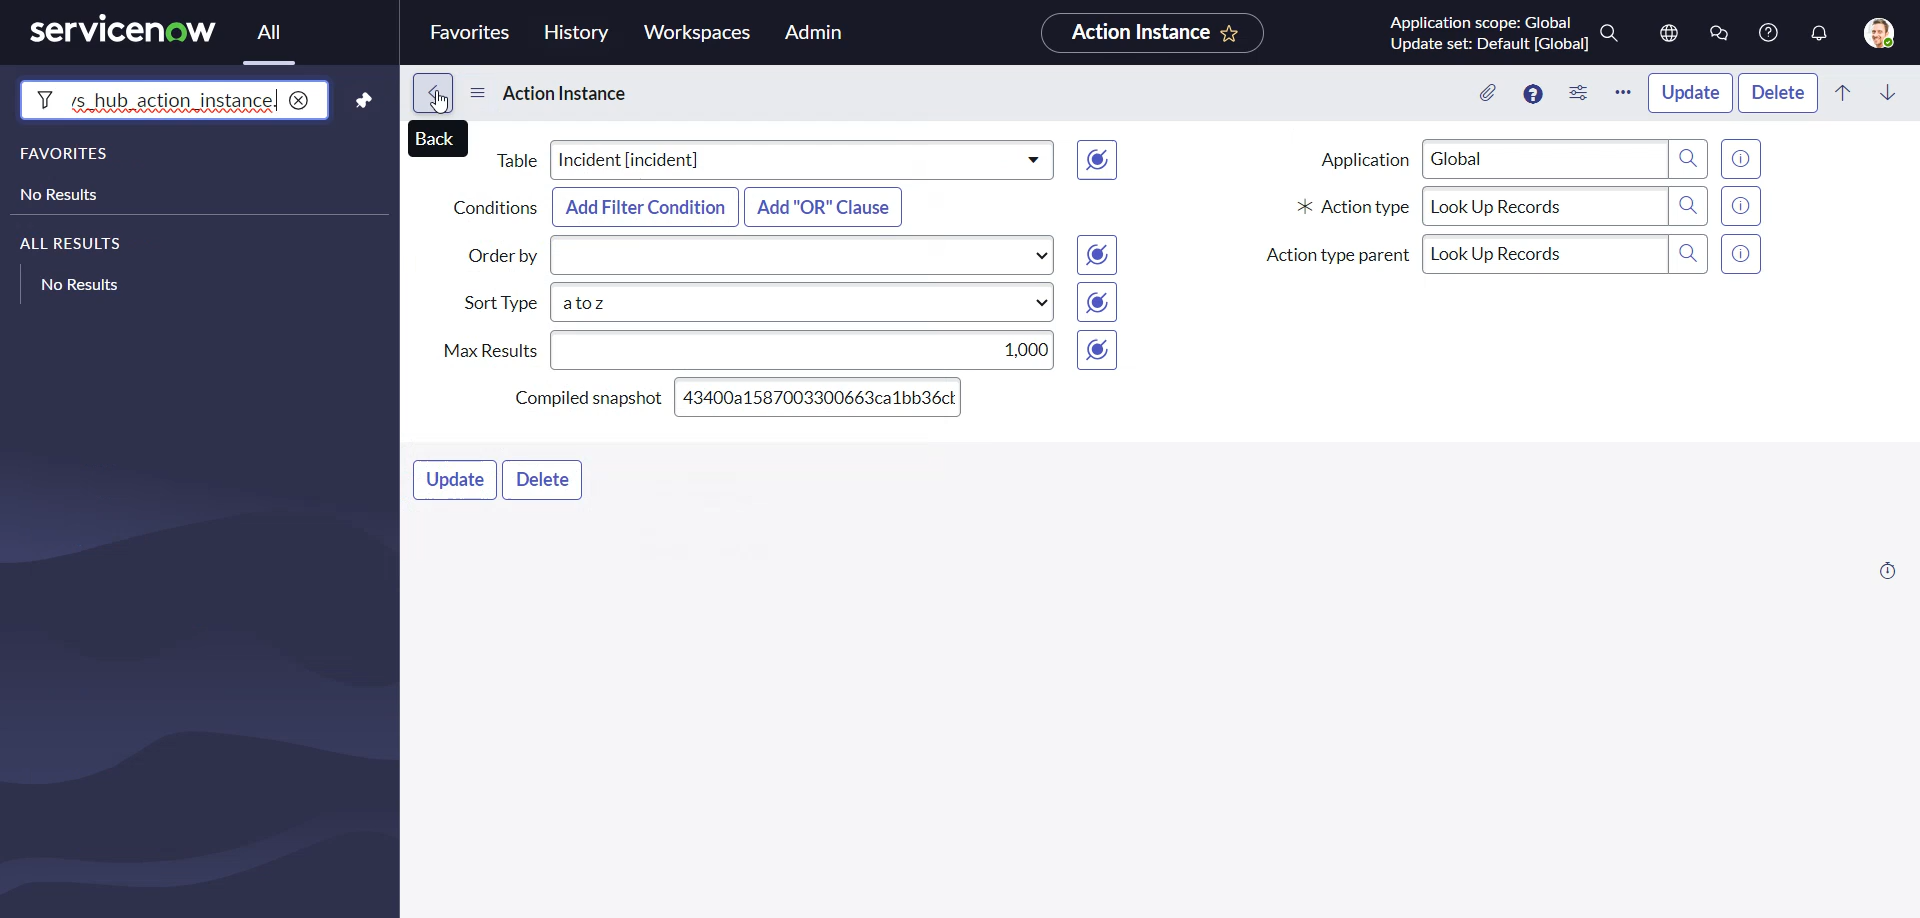 servicenow
All
Favorites
History
Workspaces
Admin
Action Instance
Application scope: Global
Update set: Default [Global]
/s_hub_action_instance.
FAVORITES
No Results
ALL RESULTS
No Results
Action Instance
Update
Delete
Back
Table
Incident [incident]
Conditions
Add Filter Condition
Add "OR" Clause
Order by
Sort Type
a to z
Max Results
1,000
Compiled snapshot
43400a1587003300663ca1bb36cb
Application
Global
Action type
Look Up Records
Action type parent
Look Up Records
Update
Delete